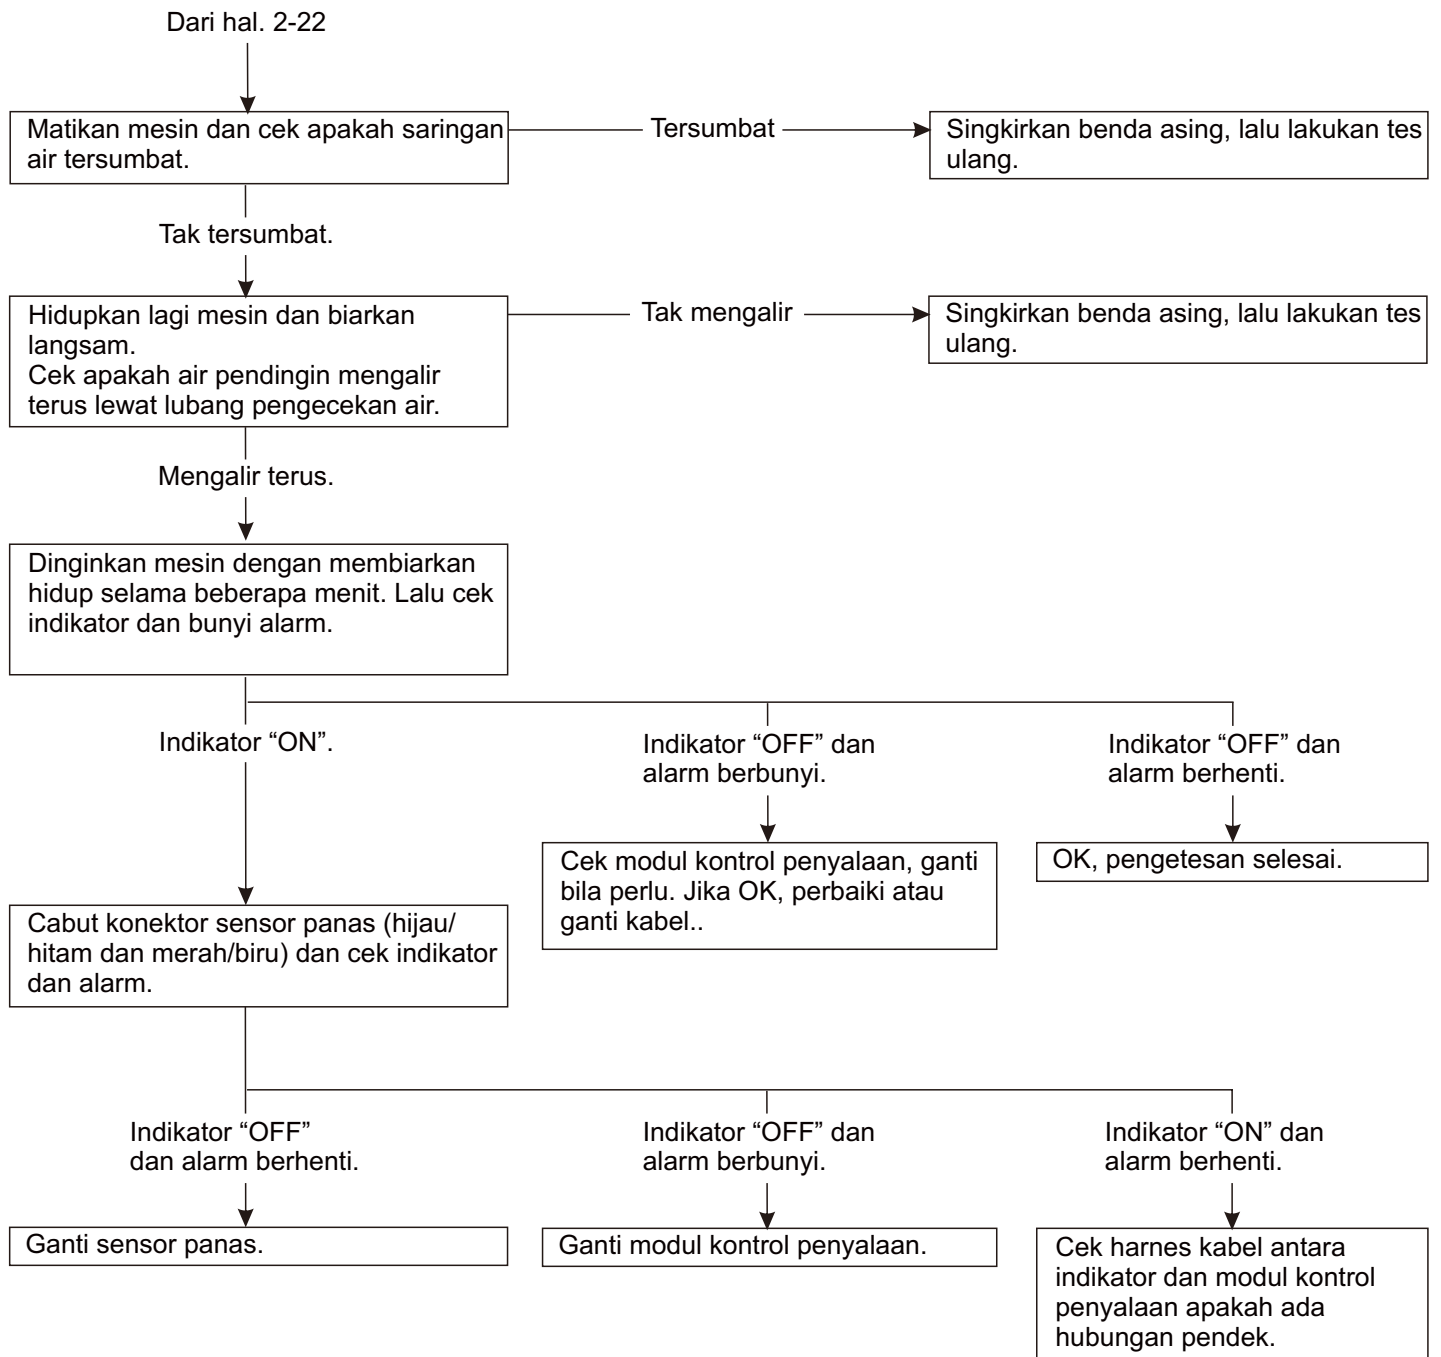 Dari hal. 2-22
Matikan mesin dan cek apakah saringan
air tersumbat.
Tersumbat
Singkirkan benda asing, lalu lakukan tes
ulang.
Tak tersumbat.
Hidupkan lagi mesin dan biarkan
langsam.
Cek apakah air pendingin mengalir
terus lewat lubang pengecekan air.
Tak mengalir
Singkirkan benda asing, lalu lakukan tes
ulang.
Mengalir terus.
Dinginkan mesin dengan membiarkan
hidup selama beberapa menit. Lalu cek
indikator dan bunyi alarm.
Indikator “ON”.
Indikator “OFF” dan
alarm berbunyi.
Indikator “OFF” dan
alarm berhenti.
Cek modul kontrol penyalaan, ganti
bila perlu. Jika OK, perbaiki atau
ganti kabel..
OK, pengetesan selesai.
Cabut konektor sensor panas (hijau/
hitam dan merah/biru) dan cek indikator
dan alarm.
Indikator “OFF”
dan alarm berhenti.
Indikator “OFF” dan
alarm berbunyi.
Indikator “ON” dan
alarm berhenti.
Ganti sensor panas.
Ganti modul kontrol penyalaan.
Cek harnes kabel antara
indikator dan modul kontrol
penyalaan apakah ada
hubungan pendek.